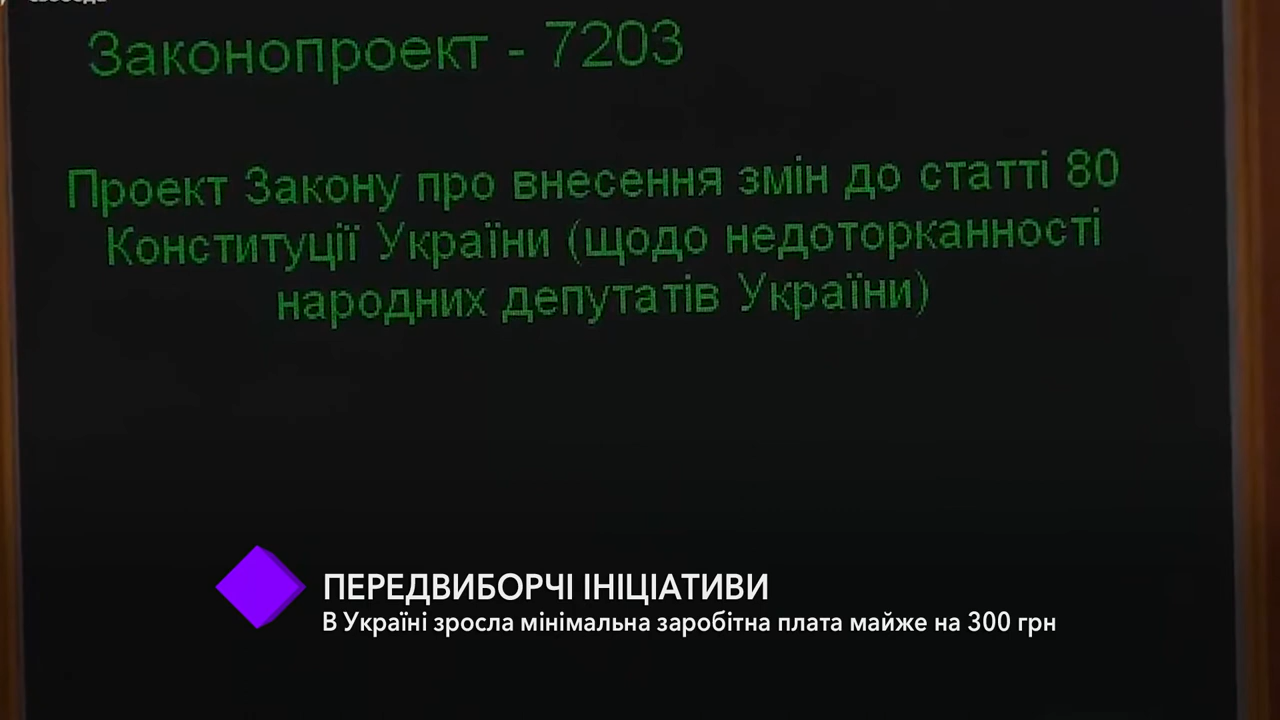 Законопроект - 7203
Проект Закону про внесення змін до статті 80
Конституції України (щодо недоторканності
народних депутатів України)
ПЕРЕДВИБОРЧІ ІНІЦІАТИВИ
В Україні зросла мінімальна заробітна плата майже на 300 грн